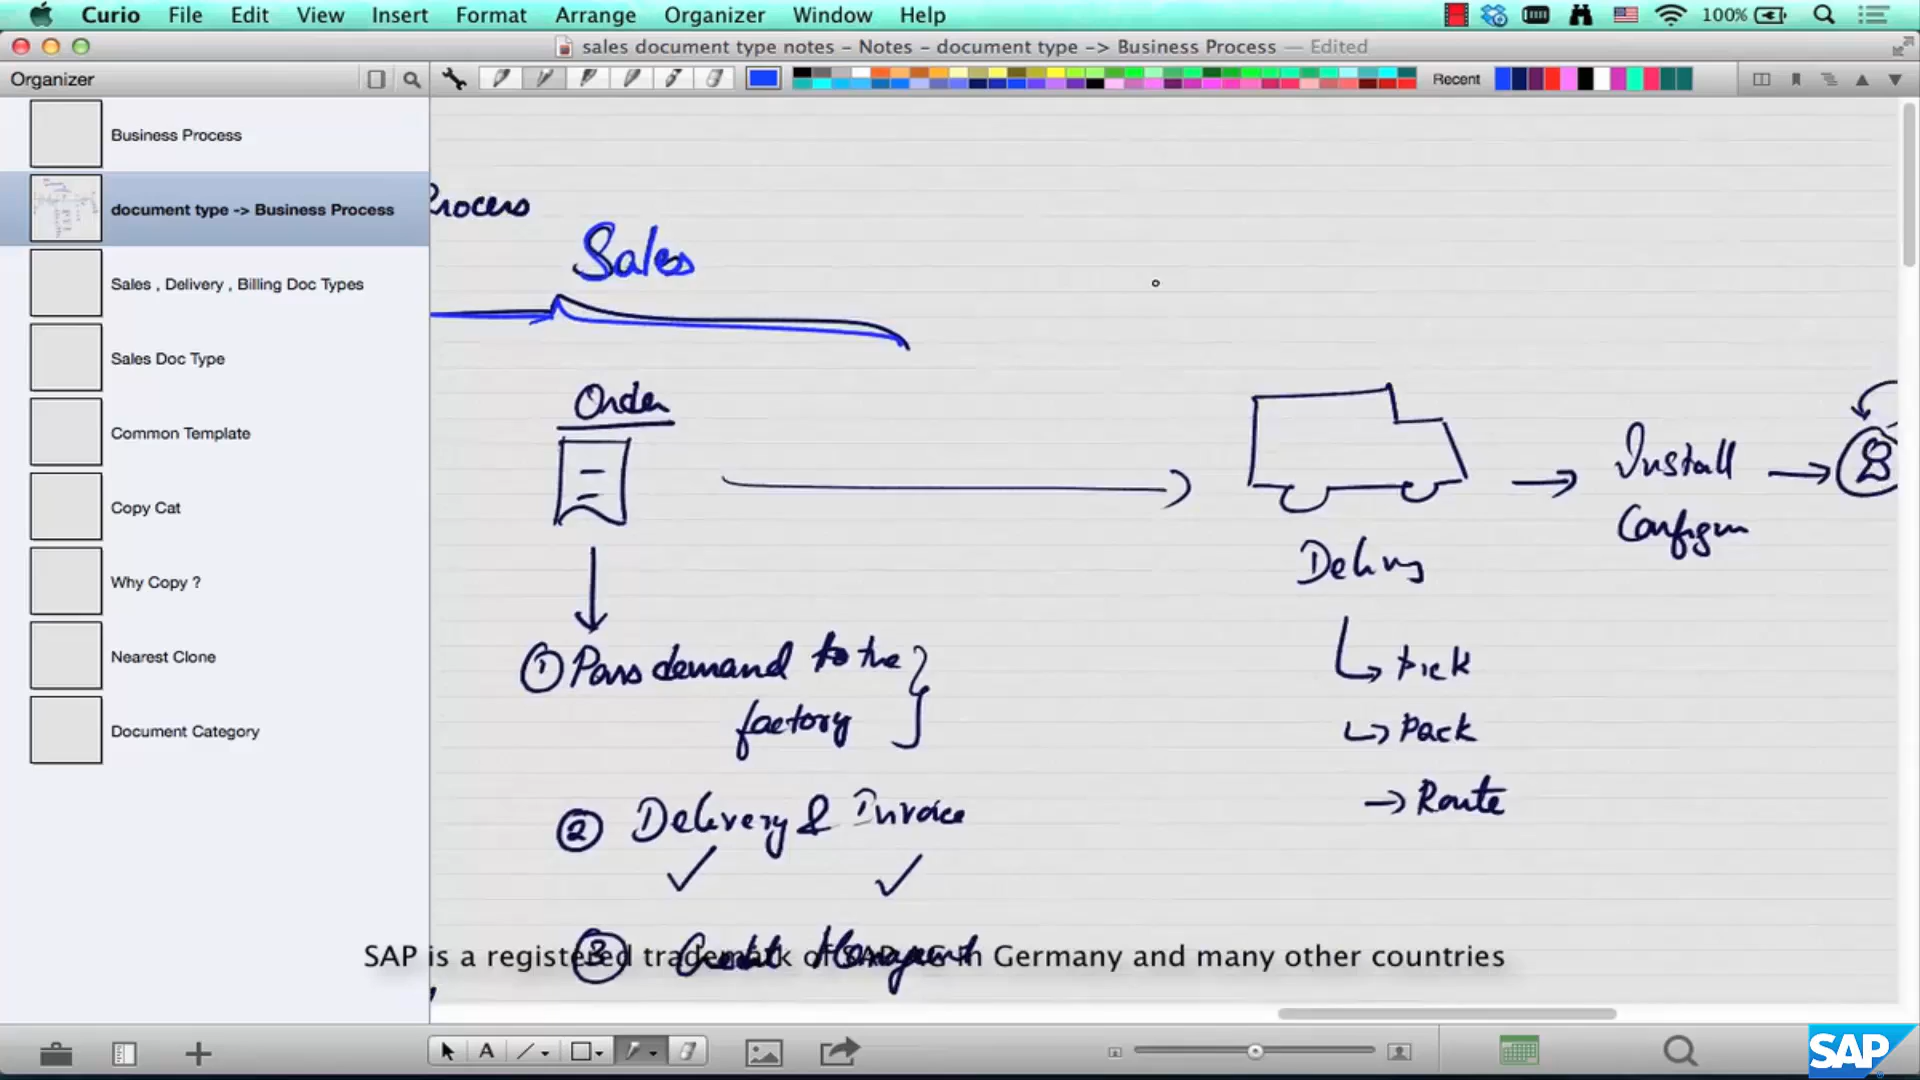 Curio File Edit View Insert Format Arrange Organizer Window Help 100%
sales document type notes – Notes – document type -> Business Process — Edited
Organizer
Recent
Business Process
document type -> Business Process
Sales , Delivery , Billing Doc Types
Sales Doc Type
Common Template
Copy Cat
Why Copy ?
Nearest Clone
Document Category
Process
Sales
Order
Install
Delivery
① Pass demand to the
factory
Pick
Pack
Route
② Delivery & Invoice
③ Credit
SAP is a registered trademark of SAP AG in Germany and many other countries
A
SAP